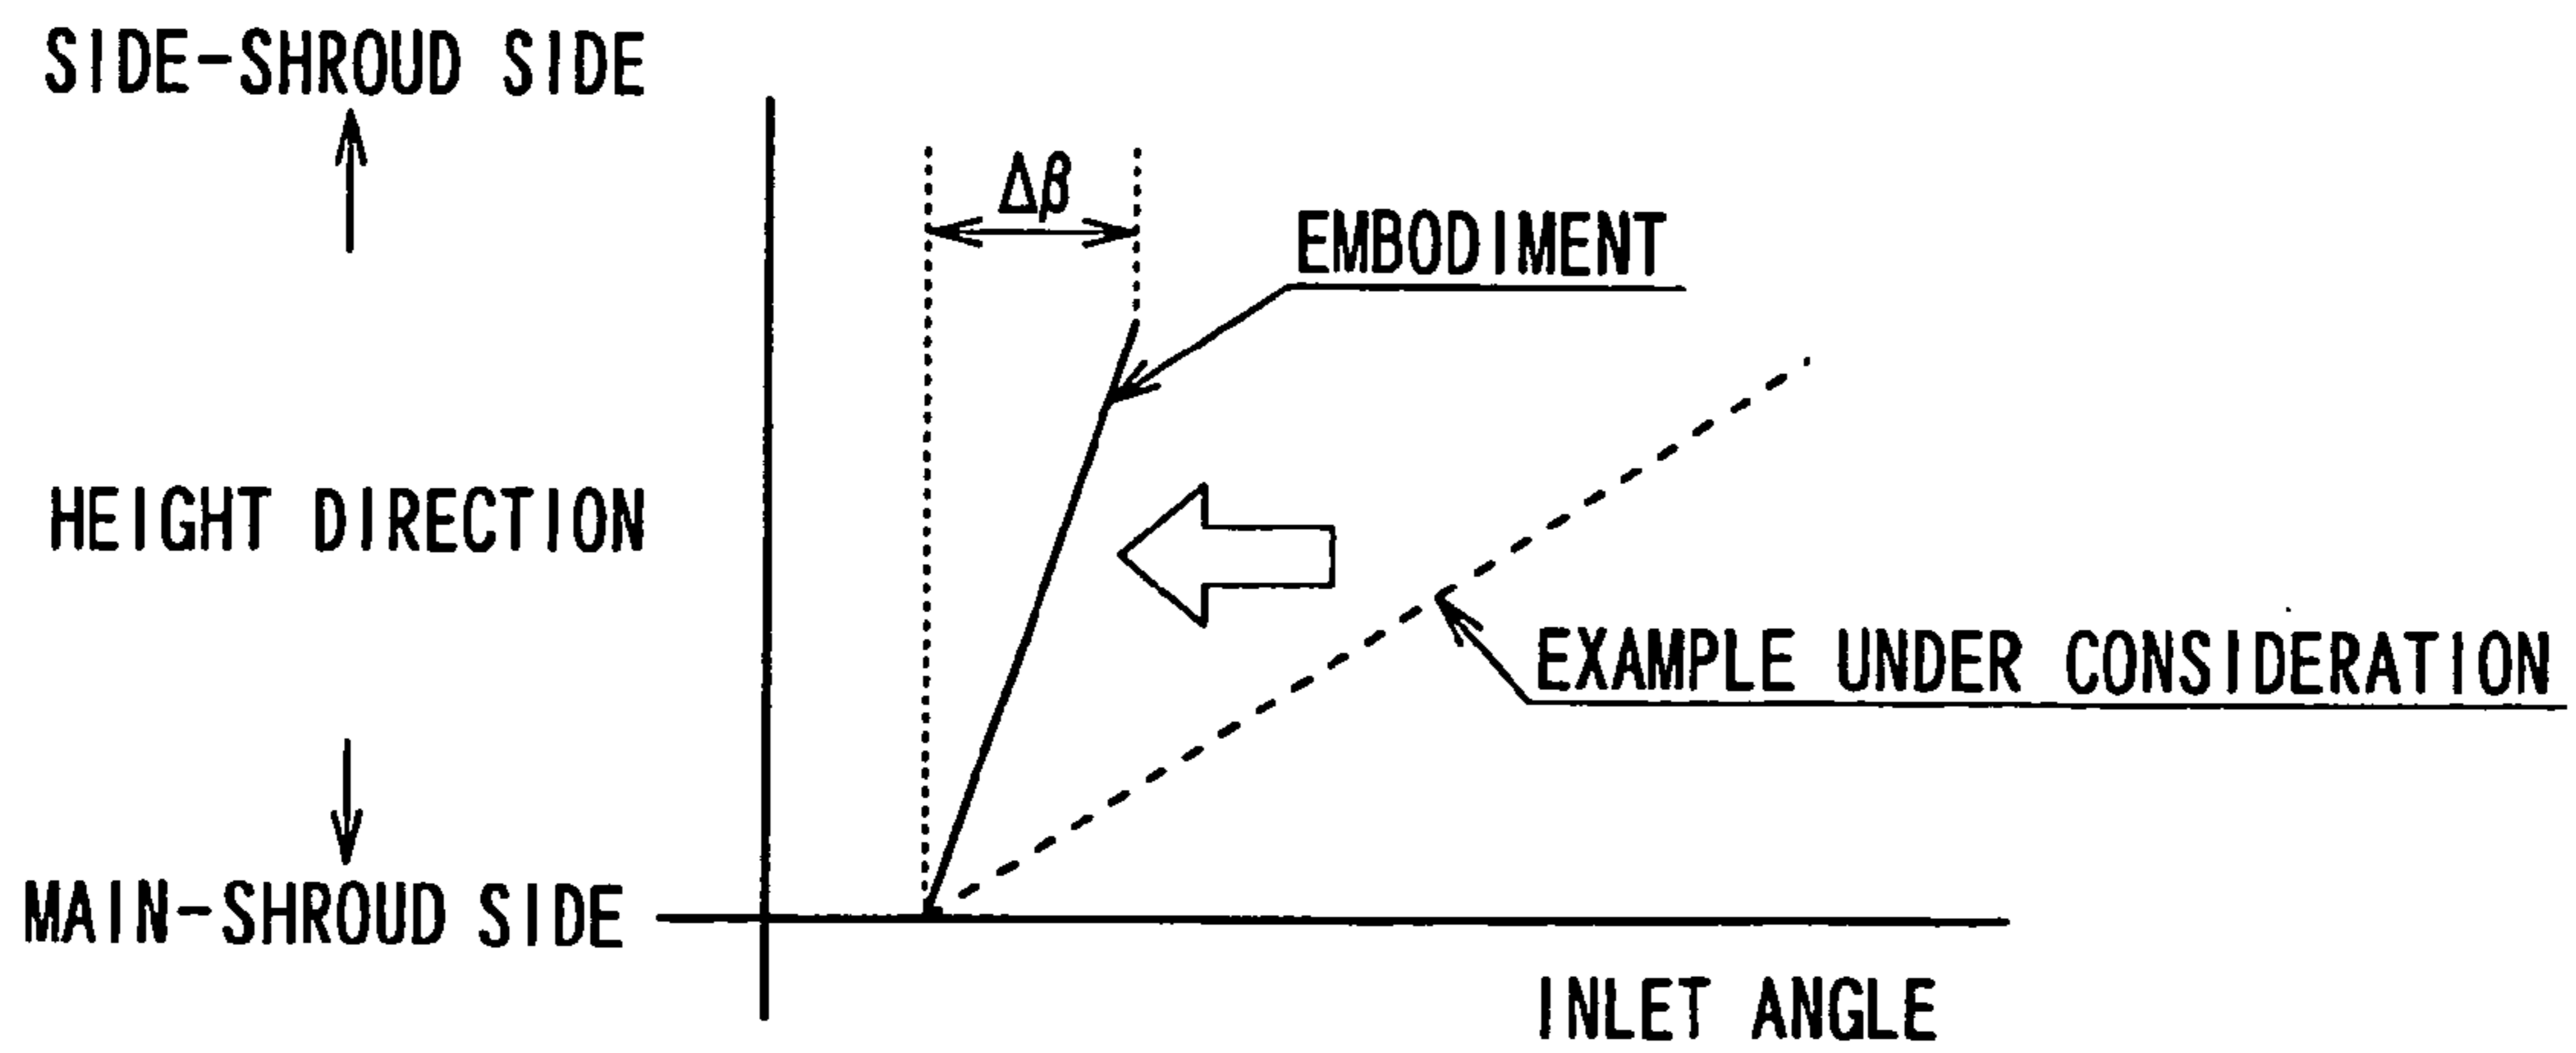 SIDE-SHROUD SIDE
Δβ
EMBODIMENT
HEIGHT DIRECTION
EXAMPLE UNDER CONSIDERATION
MAIN-SHROUD SIDE
INLET ANGLE